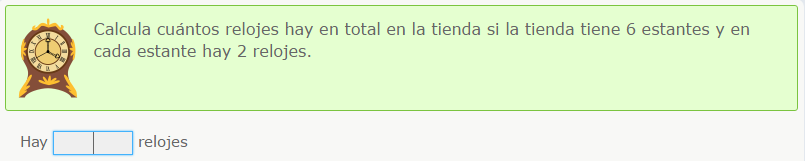 Calcula cuántos relojes hay en total en la tienda si la tienda tiene 6 estantes y en
cada estante hay 2 relojes.
Hay relojes